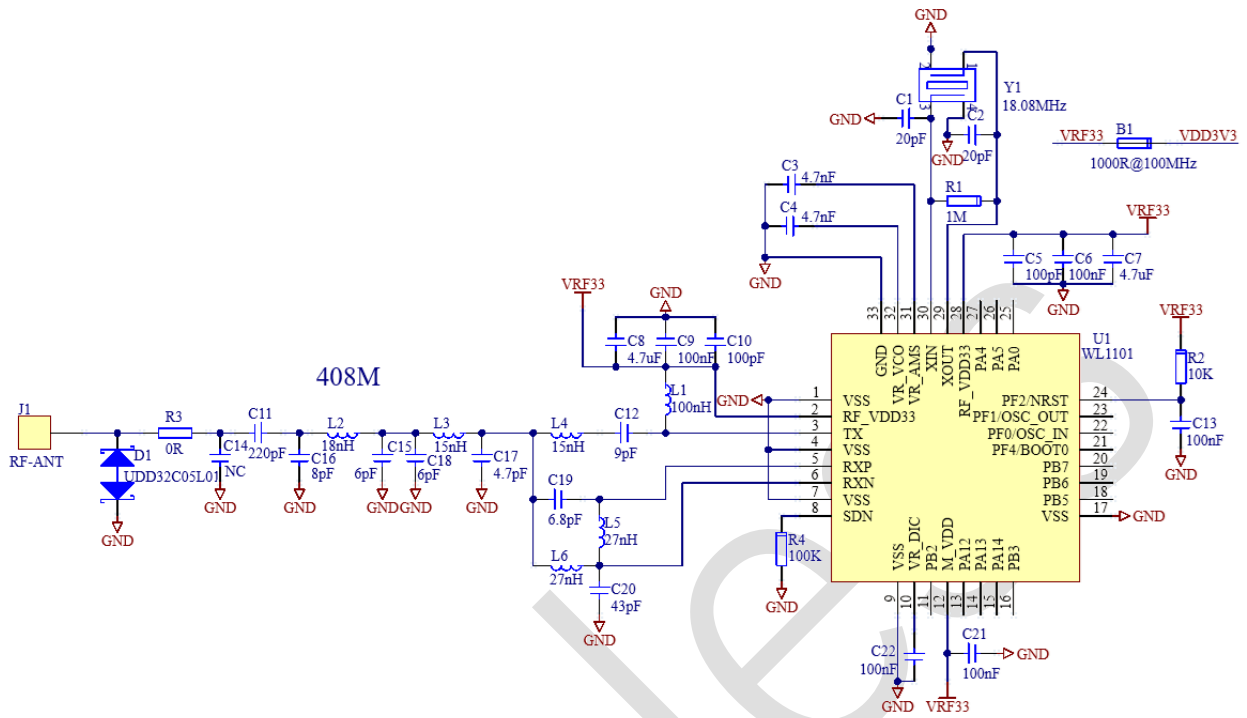 GND
2
1
Y1
18.08MHz
3
4
C1
GND
20pF
C2
GND
20pF
B1
VRF33
VDD3V3
1000R@100MHz
C3
4.7nF
C4
4.7nF
R1
1M
GND
VRF33
C5
100pF
C6
100nF
C7
4.7uF
GND
VRF33
GND
C8
4.7uF
C9
100nF
C10
100pF
33
32
31
30
29
28
27
26
25
GND
VR_VCO
VR_AMS
XIN
XOUT
RF_VDD33
PA4
PA5
PA0
U1
WL1101
VRF33
R2
10K
408M
L1
100nH
GND
1
VSS
2
RF_VDD33
3
TX
4
VSS
5
RXP
6
RXN
7
VSS
8
SDN
PF2/NRST
24
PF1/OSC_OUT
23
PF0/OSC_IN
22
PF4/BOOT0
21
PB7
20
PB6
19
PB5
18
VSS
17
GND
C13
100nF
GND
J1
RF-ANT
R3
0R
D1
UDD32C05L01
GND
C14
NC
GND
C11
220pF
C16
8pF
GND
L2
18nH
C15
6pF
GND
L3
15nH
C18
6pF
GND
C17
4.7pF
GND
L4
15nH
C12
9pF
C19
6.8pF
L5
27nH
L6
27nH
C20
43pF
GND
R4
100K
GND
VSS
VR_DIC
PB2
M_VDD
PA12
PA13
PA14
PB3
9
10
11
12
13
14
15
16
C22
100nF
GND
C21
100nF
GND
VRF33